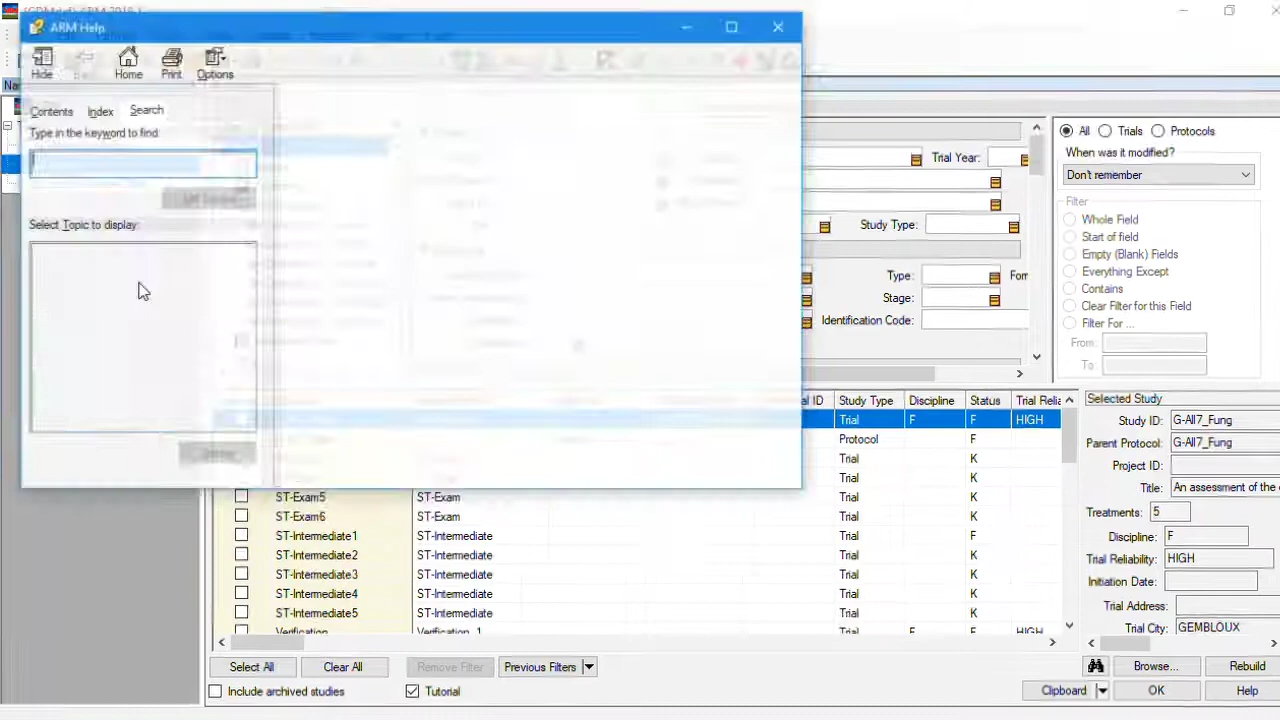 ARM Help
Hide
Home
Print
Options
Contents
Index
Search
Type in the keyword to find:
Select Topic to display:
Trial Year:
Study Type:
Type:
Forn
Stage:
Identification Code:
All
Trials
Protocols
When was it modified?
Don't remember
Filter
Whole Field
Start of field
Empty (Blank) Fields
Everything Except
Contains
Clear Filter for this Field
Filter For ...
From:
To:
al ID
Study Type
Discipline
Status
Trial Relia
Trial F F HIGH
Protocol F
Trial K
Trial K
Trial K
ST-Exam5 ST-Exam Trial K
ST-Exam6 ST-Exam Trial K
ST-Intermediate1 ST-Intermediate Trial F
ST-Intermediate2 ST-Intermediate Trial K
ST-Intermediate3 ST-Intermediate Trial K
ST-Intermediate4 ST-Intermediate Trial K
ST-Intermediate5 ST-Intermediate Trial K
Verification Verification_1 Trial F F HIGH
Select All
Clear All
Remove Filter
Previous Filters
Include archived studies
Tutorial
Selected Study
Study ID: G-All7_Fung
Parent Protocol: G-All7_Fung
Project ID:
Title: An assessment of the
Treatments: 5
Discipline: F
Trial Reliability: HIGH
Initiation Date:
Trial Address:
Trial City: GEMBLOUX
Browse...
Rebuild
Clipboard
OK
Help